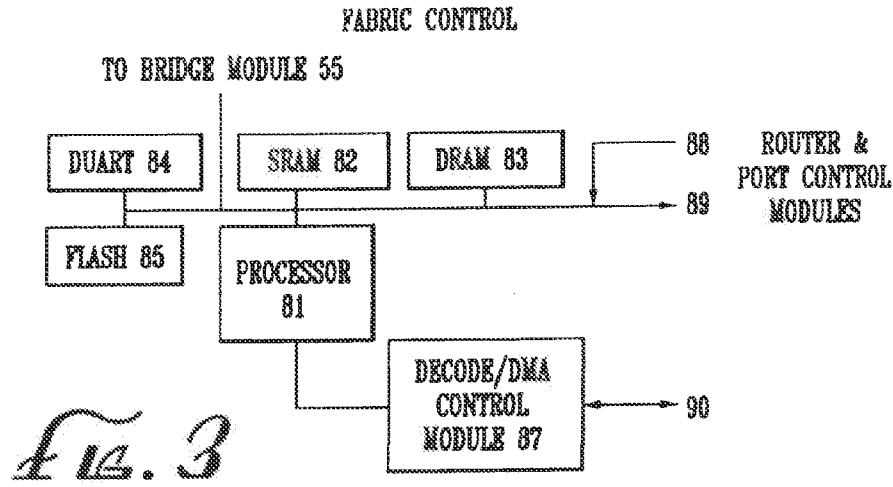 FABRIC CONTROL
TO BRIDGE MODULE 55
DUART 84
SRAM 82
DRAM 83
88
89
ROUTER &
PORT CONTROL
MODULES
FLASH 85
PROCESSOR
81
DECODE/DMA
CONTROL
MODULE 87
90
FIG. 3